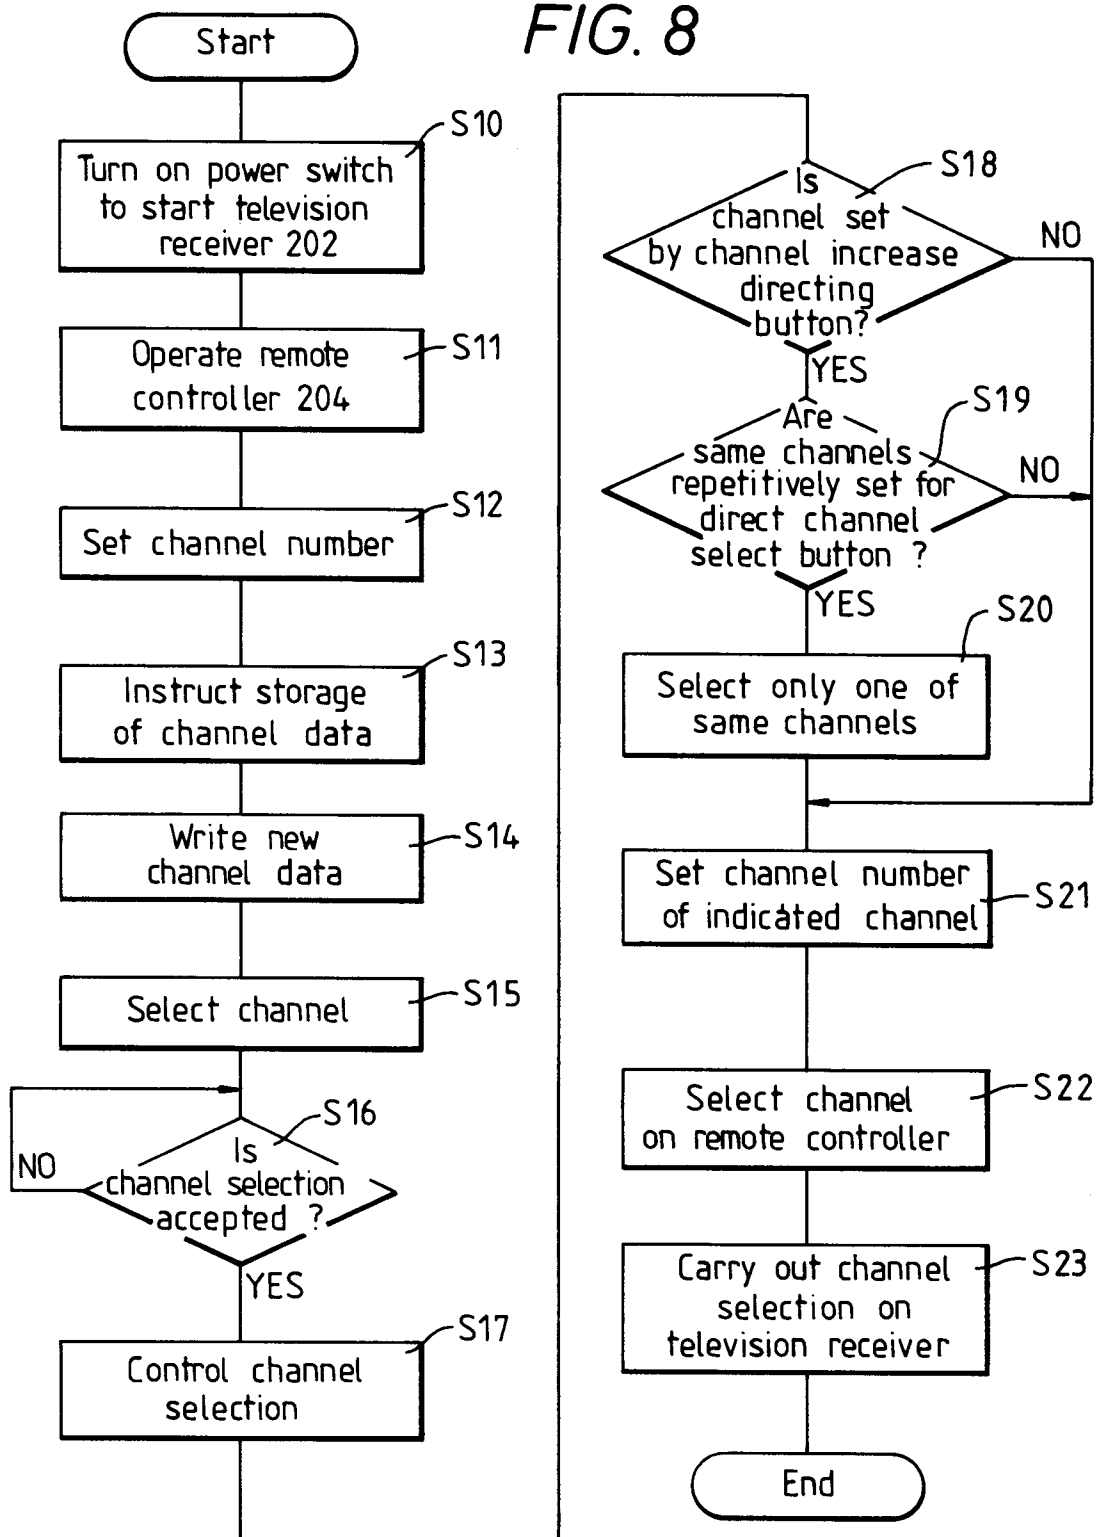 FIG. 8
Start
S10
Turn on power switch
to start television
receiver 202
S11
Operate remote
controller 204
S12
Set channel number
S13
Instruct storage
of channel data
S14
Write new
channel data
S15
Select channel
S16
Is
channel selection
accepted ?
NO
YES
S17
Control channel
selection
S18
Is
channel set
by channel increase
directing
button?
NO
YES
S19
Are
same channels
repetitively set for
direct channel
select button ?
NO
YES
S20
Select only one of
same channels
S21
Set channel number
of indicated channel
S22
Select channel
on remote controller
S23
Carry out channel
selection on
television receiver
End